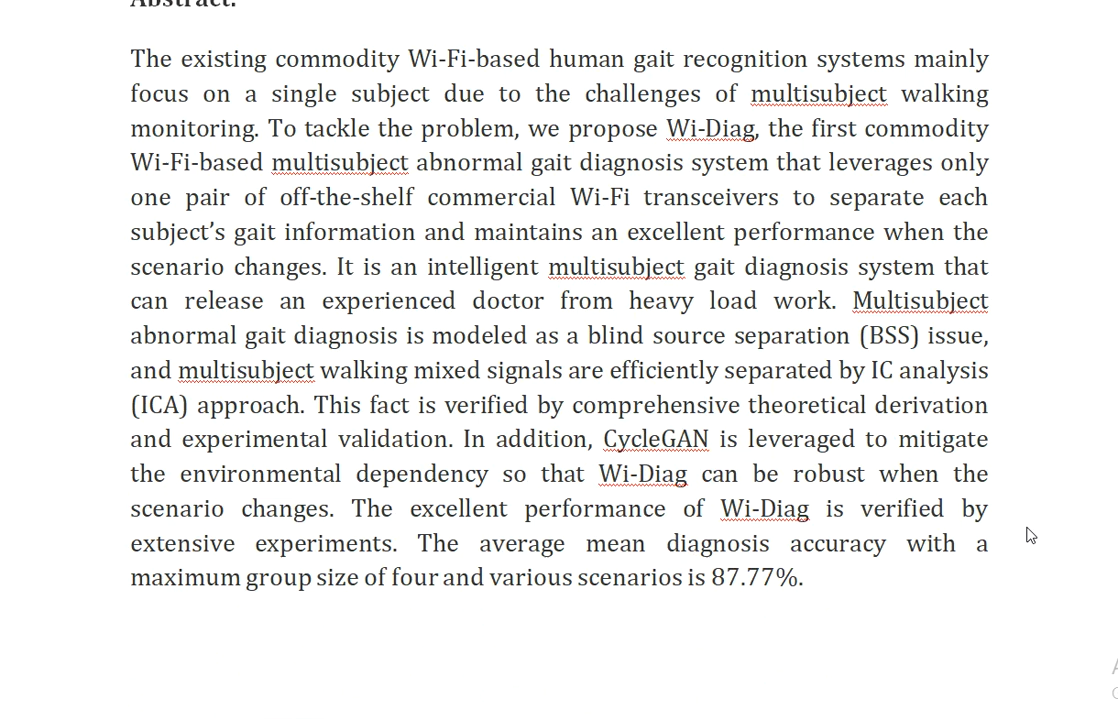 Abstract:
The existing commodity Wi-Fi-based human gait recognition systems mainly
focus on a single subject due to the challenges of multisubject walking
monitoring. To tackle the problem, we propose Wi-Diag, the first commodity
Wi-Fi-based multisubject abnormal gait diagnosis system that leverages only
one pair of off-the-shelf commercial Wi-Fi transceivers to separate each
subject’s gait information and maintains an excellent performance when the
scenario changes. It is an intelligent multisubject gait diagnosis system that
can release an experienced doctor from heavy load work. Multisubject
abnormal gait diagnosis is modeled as a blind source separation (BSS) issue,
and multisubject walking mixed signals are efficiently separated by IC analysis
(ICA) approach. This fact is verified by comprehensive theoretical derivation
and experimental validation. In addition, CycleGAN is leveraged to mitigate
the environmental dependency so that Wi-Diag can be robust when the
scenario changes. The excellent performance of Wi-Diag is verified by
extensive experiments. The average mean diagnosis accuracy with a
maximum group size of four and various scenarios is 87.77%.